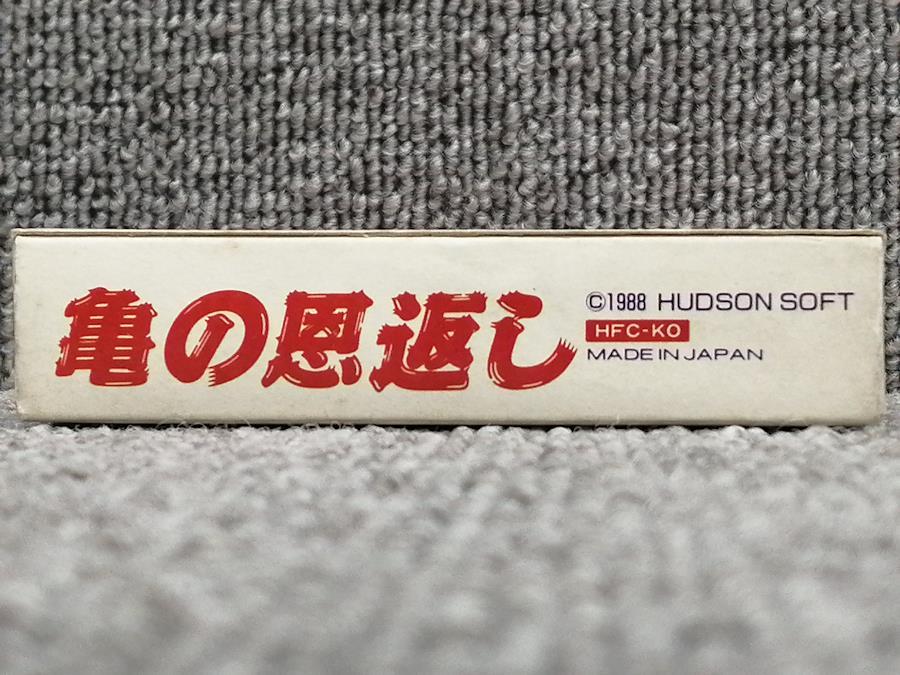 亀の恩返し
©1988 HUDSON SOFT
HFC-KO
MADE IN JAPAN